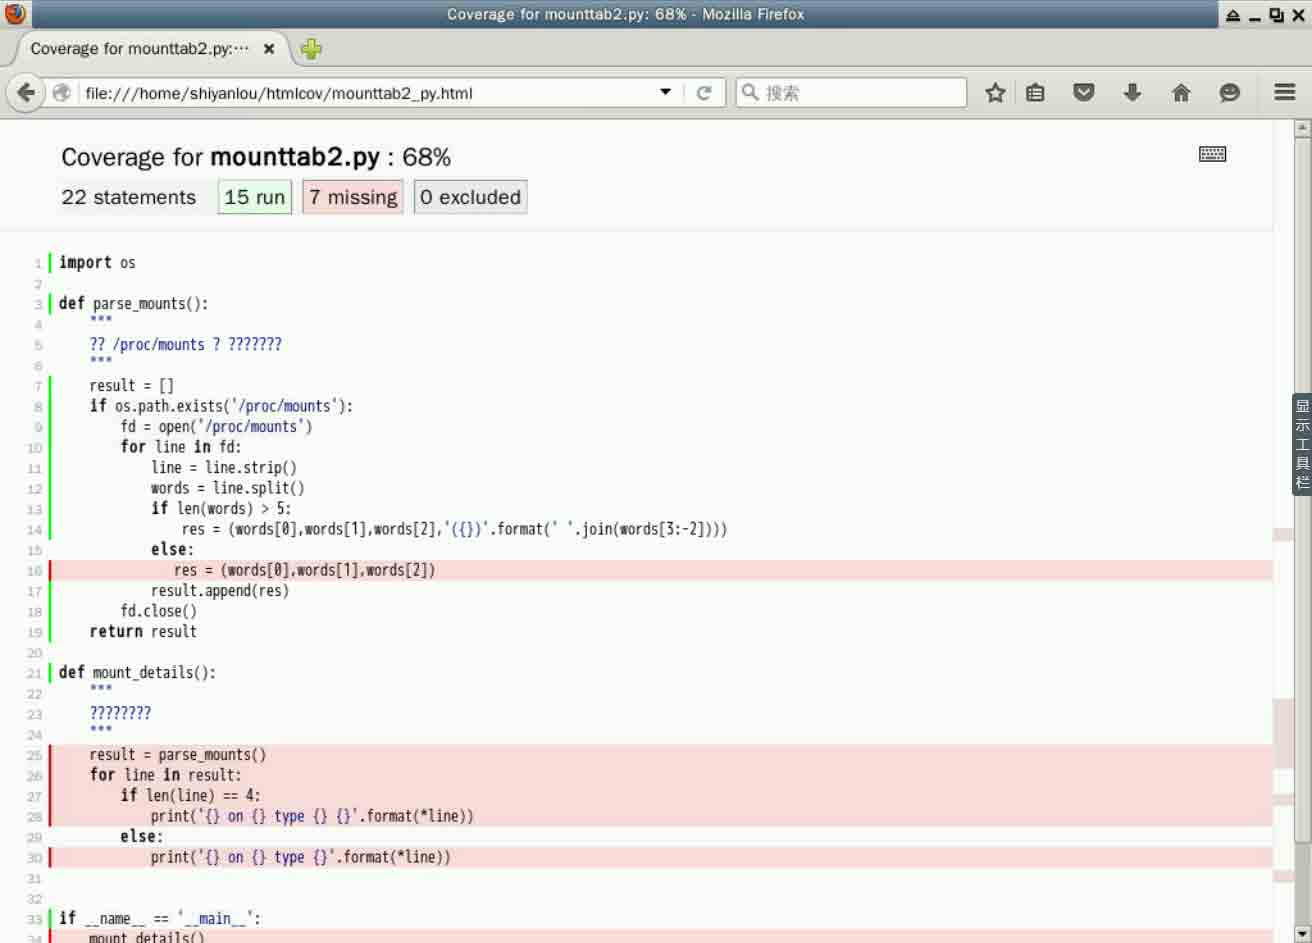 Coverage for mounttab2.py: 68% - Mozilla Firefox
Coverage for mounttab2.py:···
file:///home/shiyanlou/htmlcov/mounttab2_py.html
搜索
Coverage for mounttab2.py : 68%
22 statements 15 run 7 missing 0 excluded
1 import os
2
3 def parse_mounts():
4 """
5 ?? /proc/mounts ? ???????
6 """
7 result = []
8 if os.path.exists('/proc/mounts'):
9 fd = open('/proc/mounts')
10 for line in fd:
11 line = line.strip()
12 words = line.split()
13 if len(words) > 5:
14 res = (words[0],words[1],words[2],'({})'.format(' '.join(words[3:-2])))
15 else:
16 res = (words[0],words[1],words[2])
17 result.append(res)
18 fd.close()
19 return result
20
21 def mount_details():
22 """
23 ????????
24 """
25 result = parse_mounts()
26 for line in result:
27 if len(line) == 4:
28 print('{} on {} type {} {}'.format(*line))
29 else:
30 print('{} on {} type {}'.format(*line))
31
32
33 if __name__ == '__main__':
34 mount_details()
显示工具栏